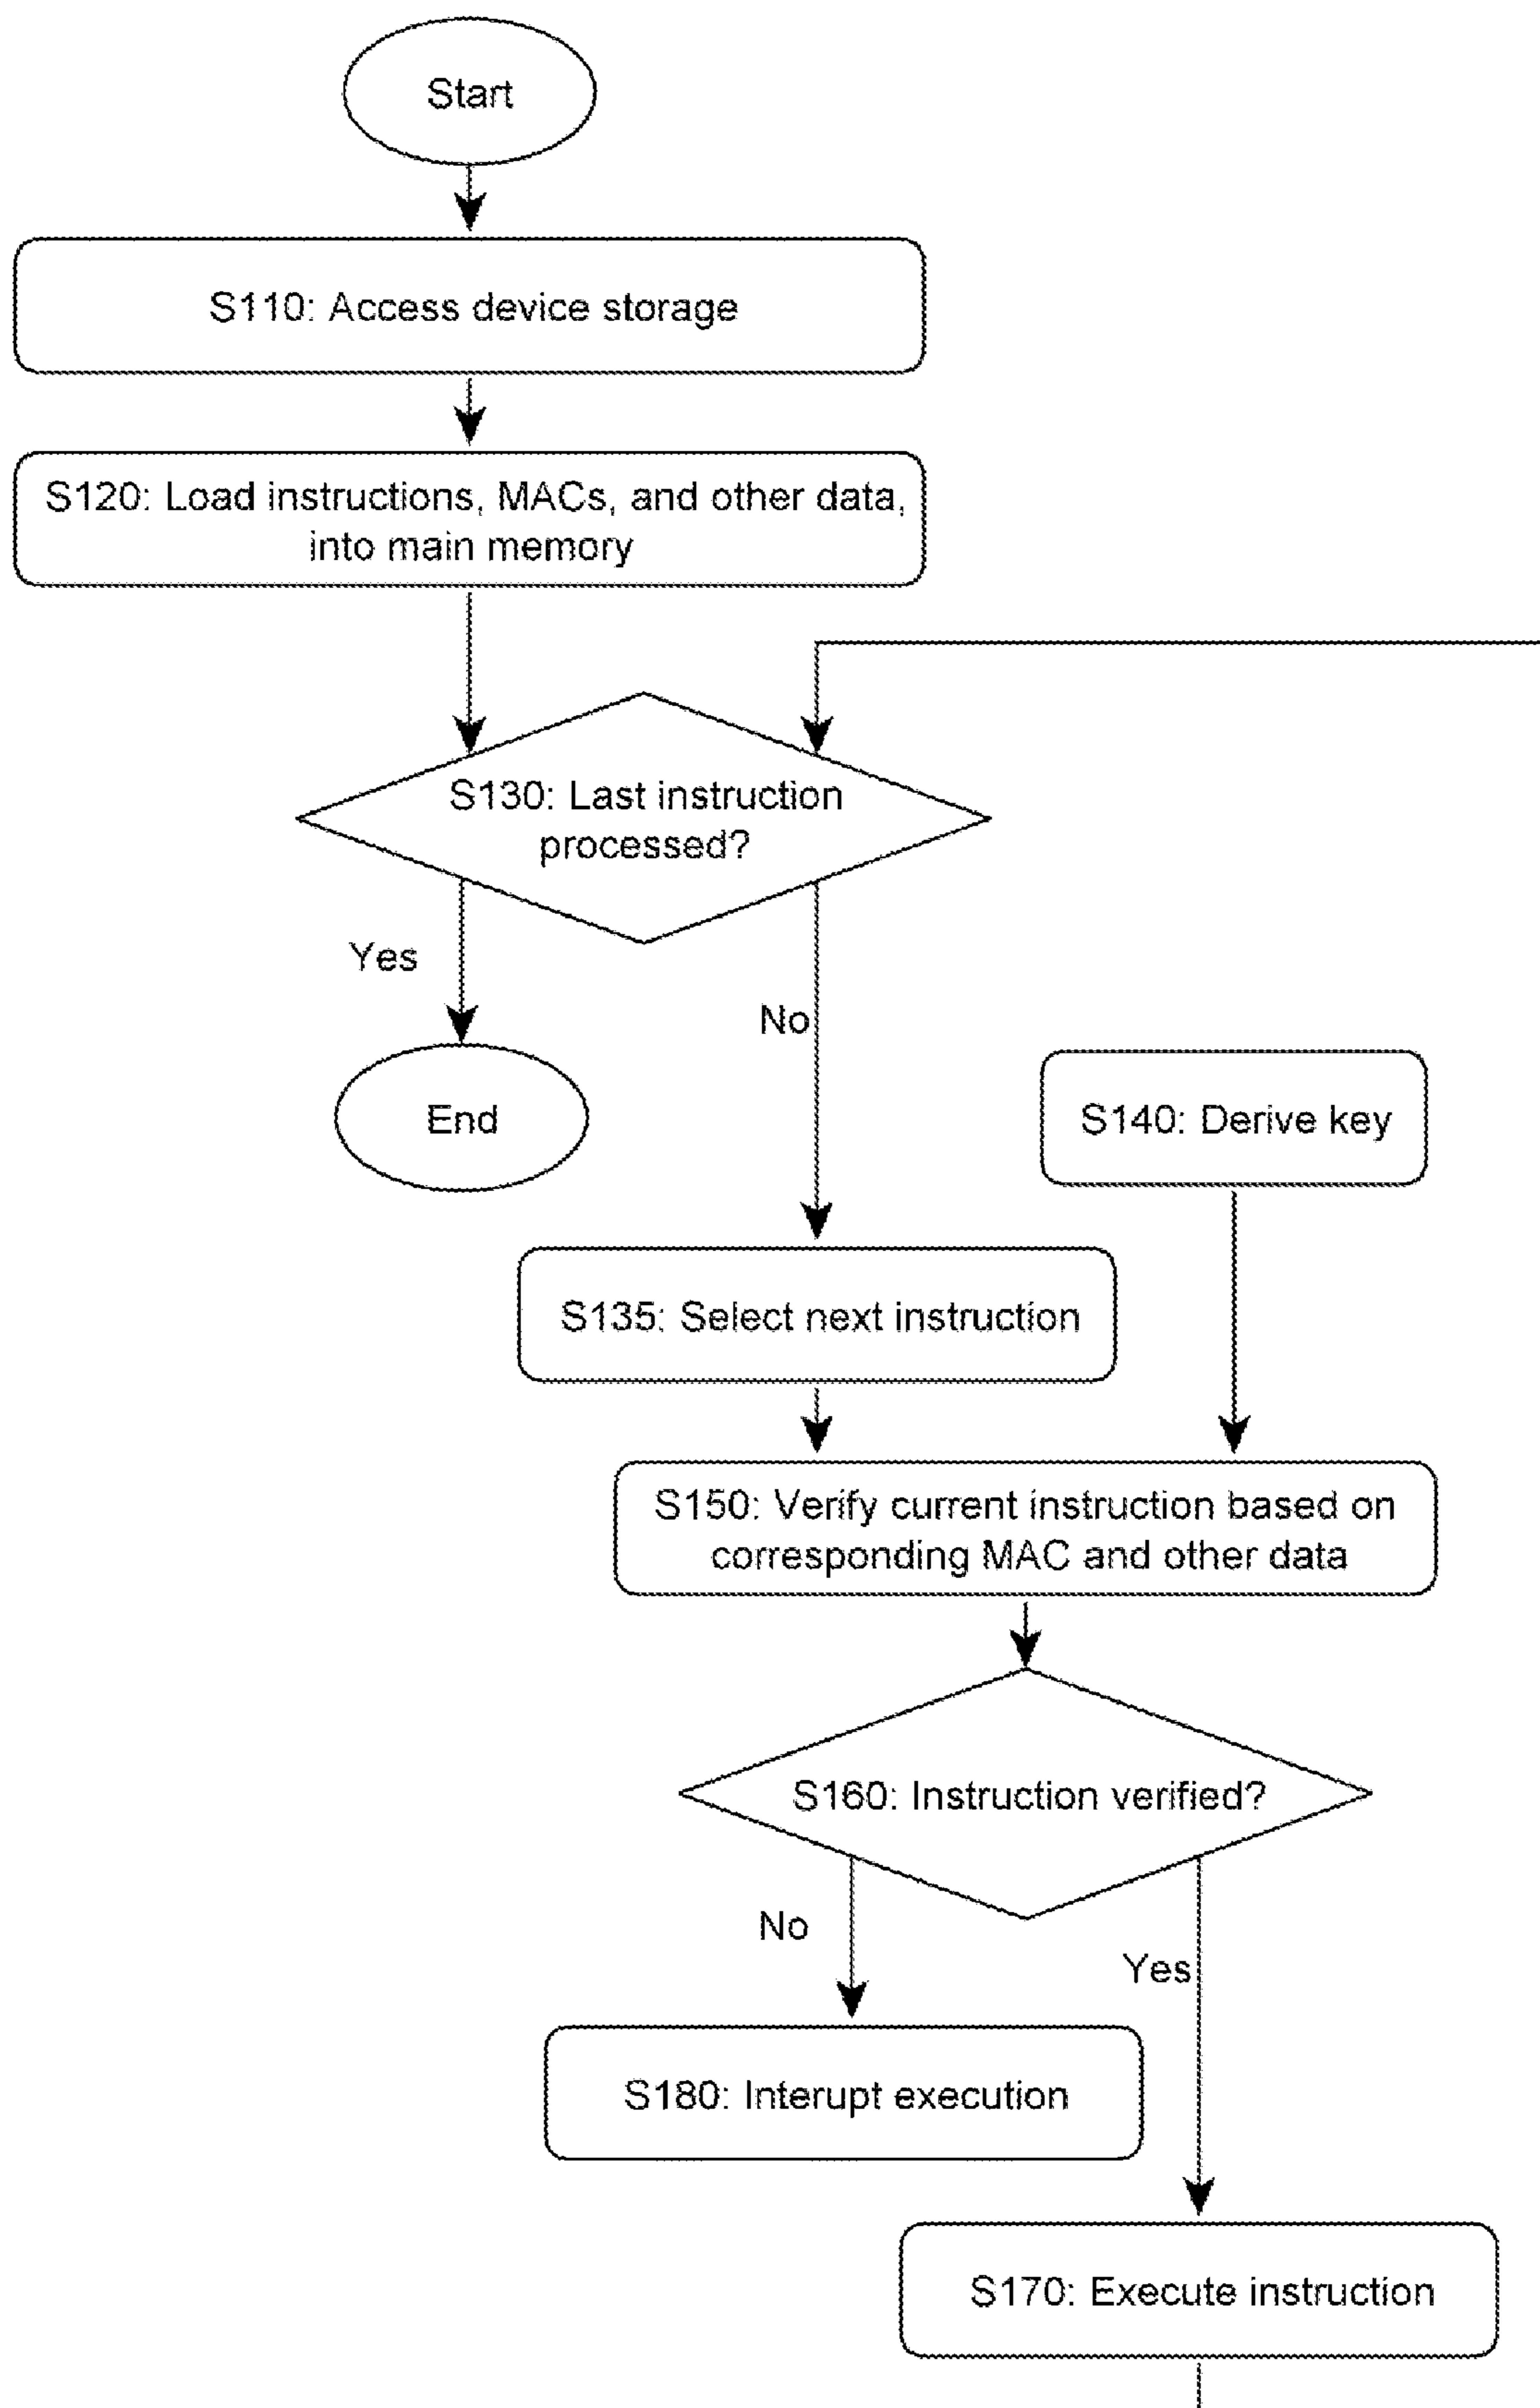 Start
S110: Access device storage
S120: Load instructions, MACs, and other data,
into main memory
S130: Last instruction
processed?
Yes
No
End
S140: Derive key
S135: Select next instruction
S150: Verify current instruction based on
corresponding MAC and other data
S160: Instruction verified?
No
Yes
S180: Interupt execution
S170: Execute instruction